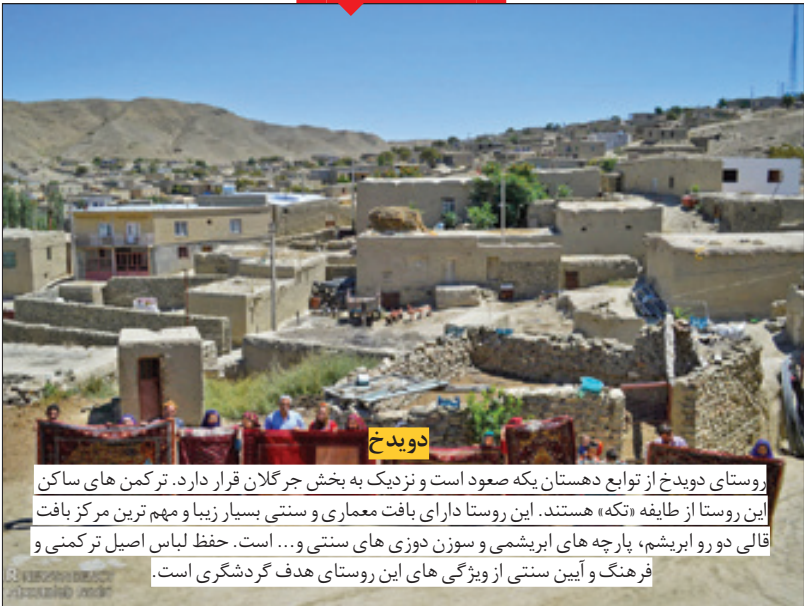 دویدخ
روستای دویدخ از توابع دهستان یکه صعود است و نزدیک به بخش جرگلان قرار دارد. ترکمن های ساکن
این روستا از طایفه «تکه» هستند. این روستا دارای بافت معماری و سنتی بسیار زیبا و مهم ترین مرکز بافت
قالی دو رو ابریشم، پارچه های ابریشمی و سوزن دوزی های سنتی و... است. حفظ لباس اصیل ترکمنی و
فرهنگ و آیین سنتی از ویژگی های این روستای هدف گردشگری است.